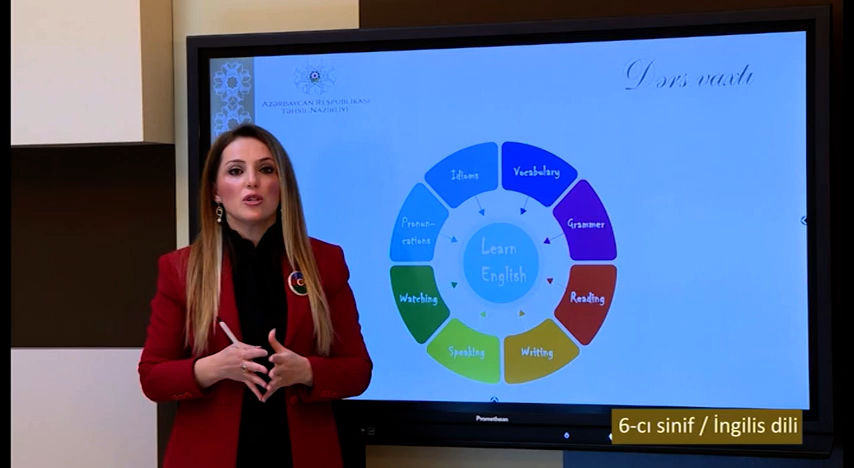 Dərs vaxtı
AZƏRBAYCAN RESPUBLİKASI
TƏHSİL NAZİRLİYİ
Idioms
Vocabulary
Pronun-
cations
Grammer
Learn
English
Watching
Reading
Speaking
Writing
Promethean
6-cı sinif / İngilis dili